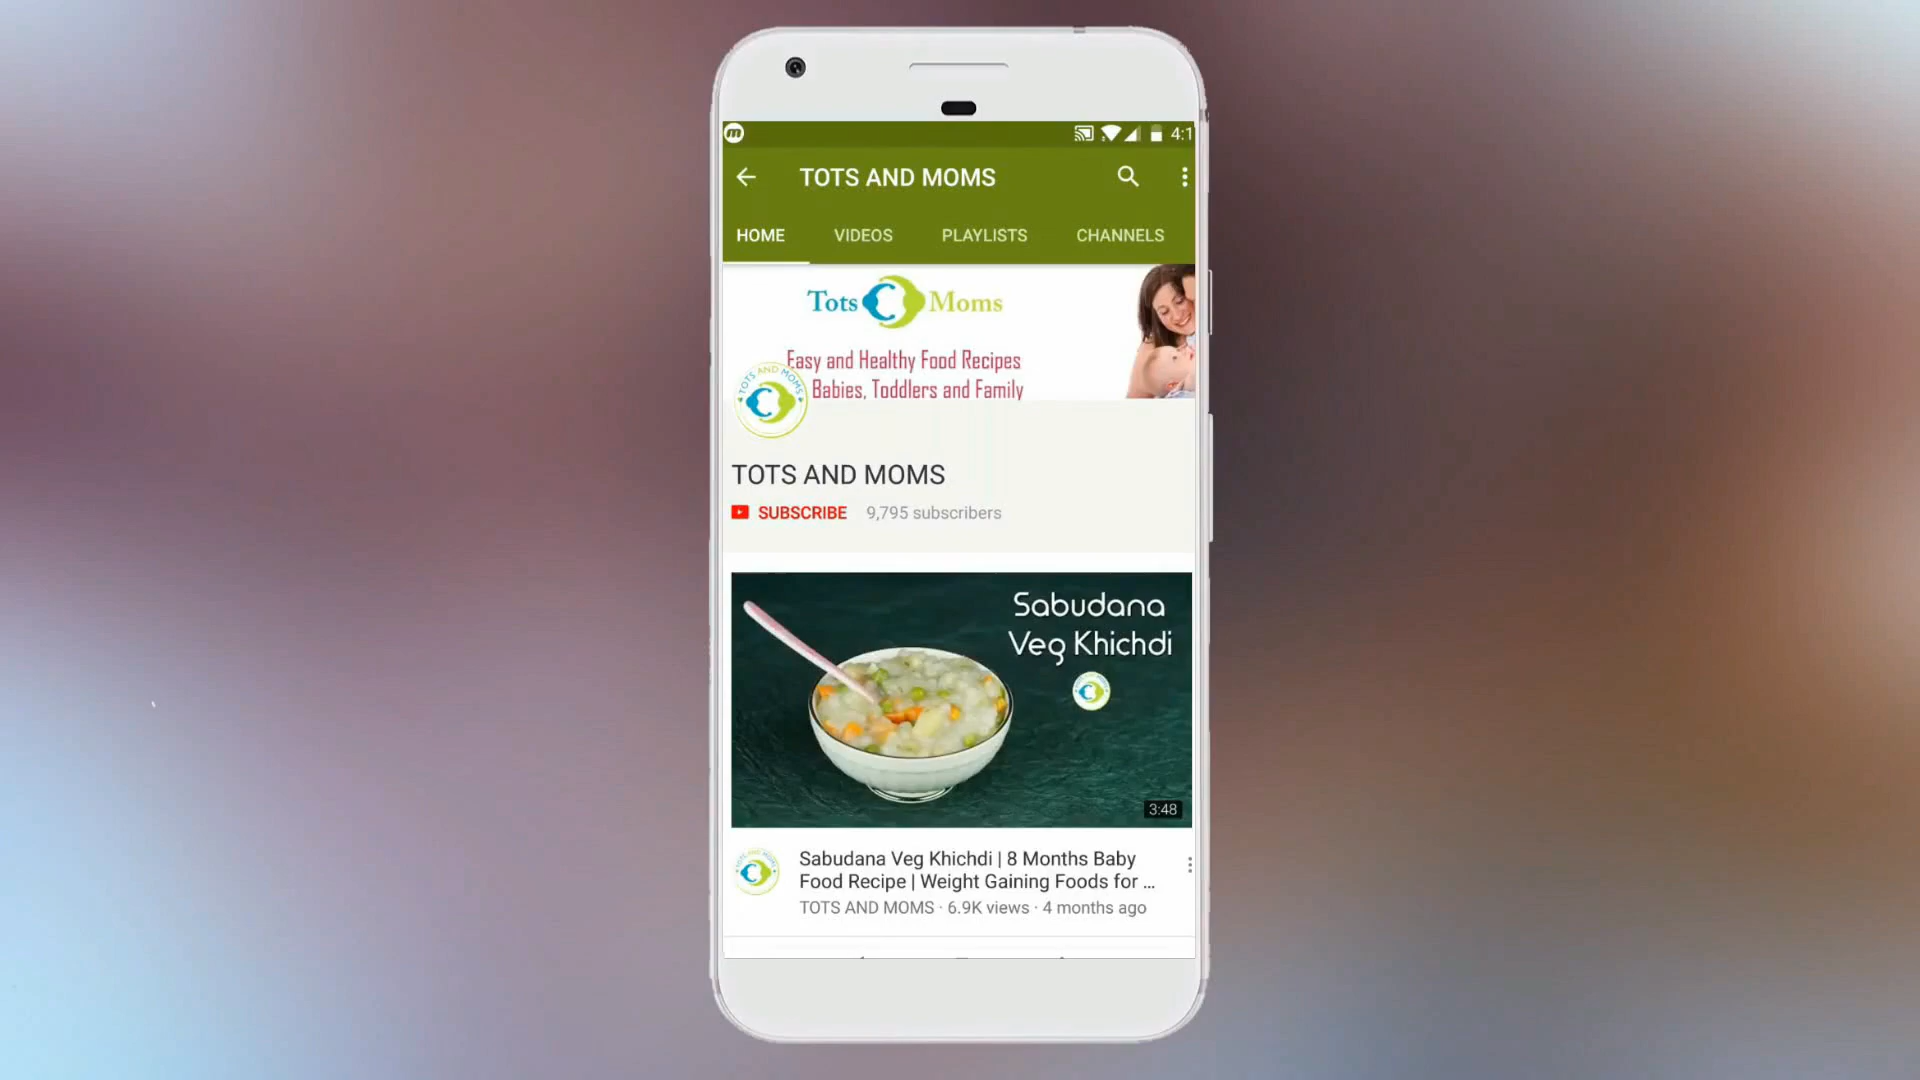 4:1
TOTS AND MOMS
HOME VIDEOS PLAYLISTS CHANNELS
Tots Moms
Easy and Healthy Food Recipes
Babies, Toddlers and Family
TOTS AND MOMS
TOTS AND MOMS
SUBSCRIBE 9,795 subscribers
Sabudana
Veg Khichdi
3:48
Sabudana Veg Khichdi | 8 Months Baby
Food Recipe | Weight Gaining Foods for ...
TOTS AND MOMS · 6.9K views · 4 months ago